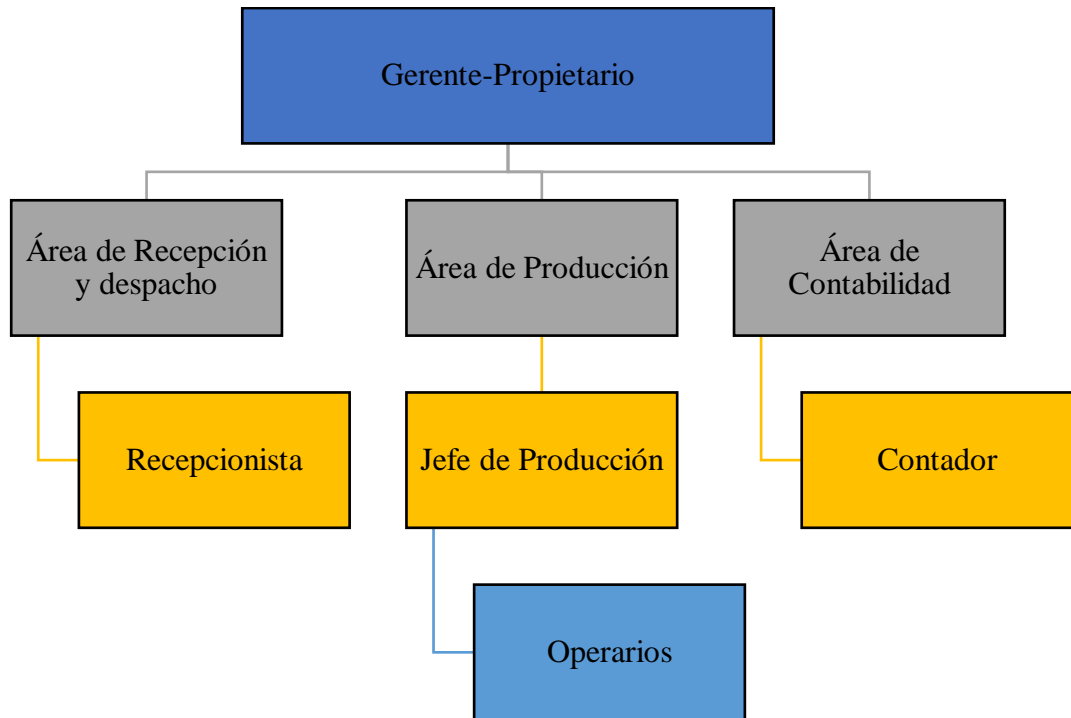 Gerente-Propietario
Área de Recepción
y despacho
Área de Producción
Área de
Contabilidad
Recepcionista
Jefe de Producción
Contador
Operarios